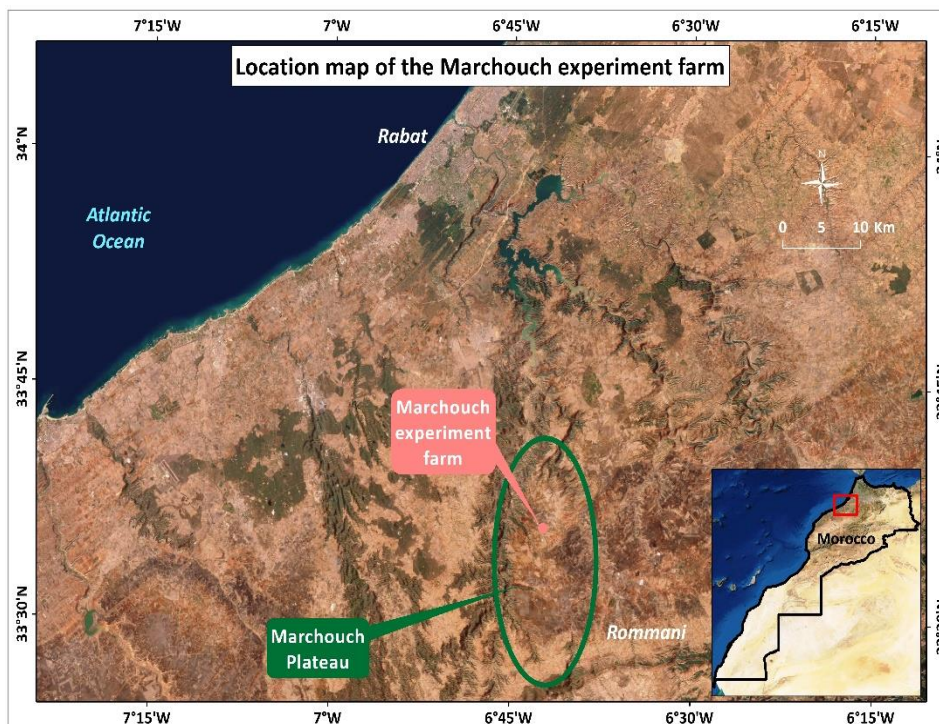 7°15'W 7°0'W 6°45'W 6°30'W 6°15'W
Location map of the Marchouch experiment farm
Rabat
34°N
N
Atlantic
Ocean
0 5 10 Km
33°45'N
Marchouch
experiment
farm
Morocco
33°30'N
Marchouch
Plateau
Rommani
7°15'W 7°0'W 6°45'W 6°30'W 6°15'W